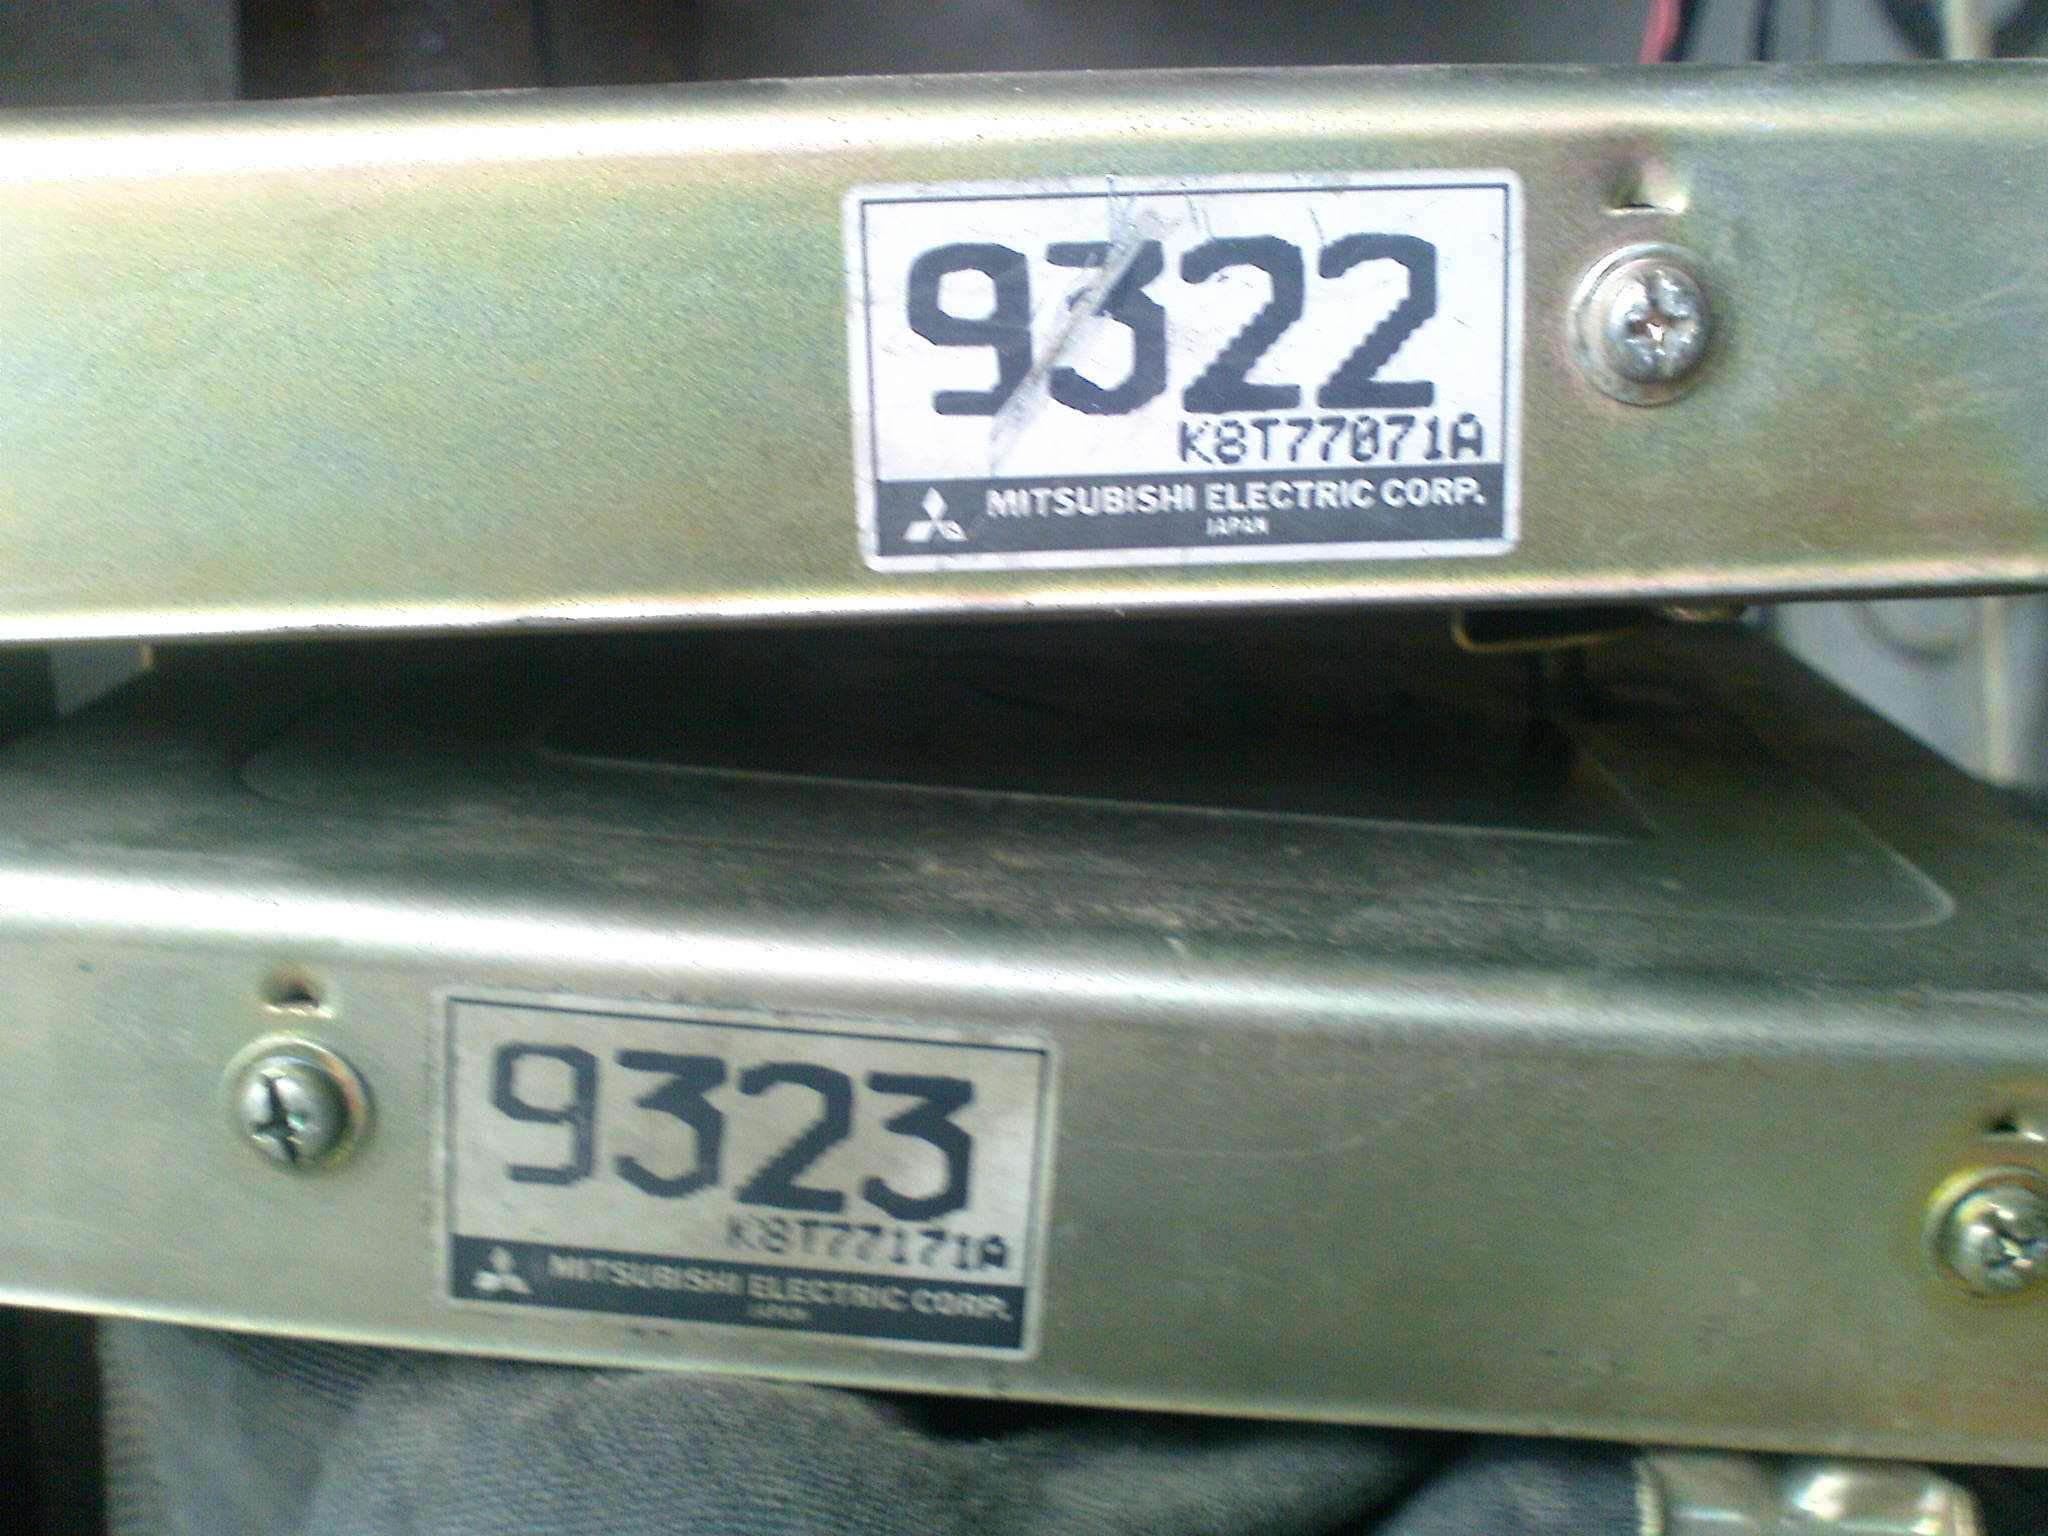 9322
K8T77071A
MITSUBISHI ELECTRIC CORP.
JAPAN
9323
K8T77171A
MITSUBISHI ELECTRIC CORP.
JAPAN